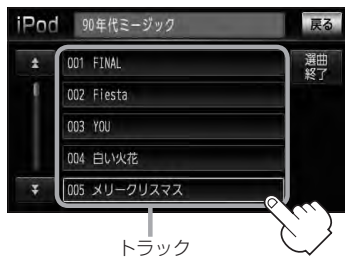 iPod 90年代ミージック 戻る
001 FINAL 選曲
終了
002 Fiesta
003 YOU
004 白い火花
005 メリークリスマス
トラック